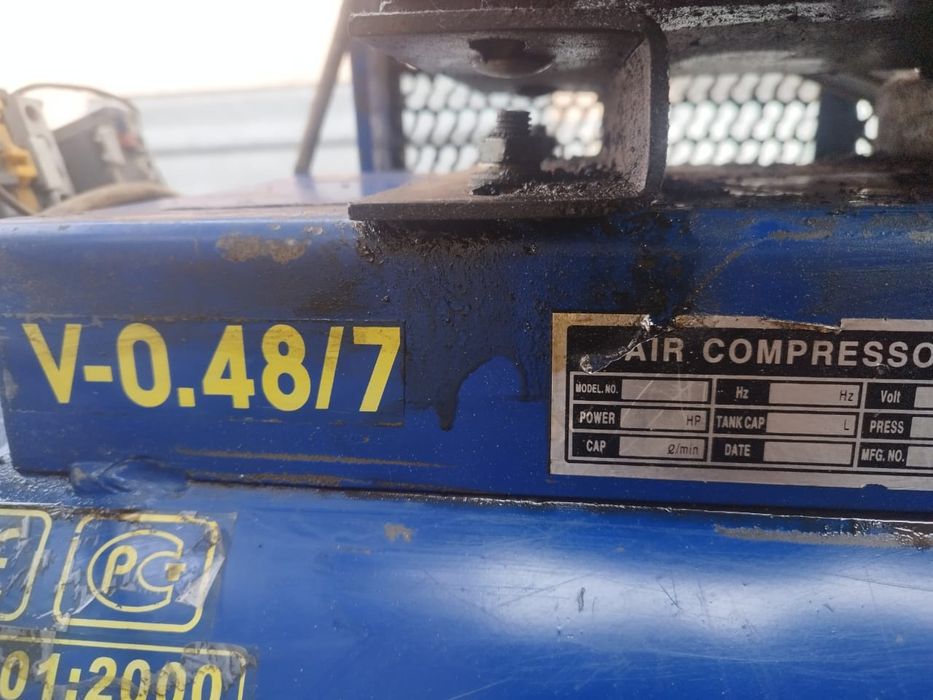 V-0.48/7
AIR COMPRESSO
MODEL NO. Hz Hz Volt
POWER HP TANK CAP L PRESS
CAP ℓ/min DATE MFG. NO.
PC
01:2000